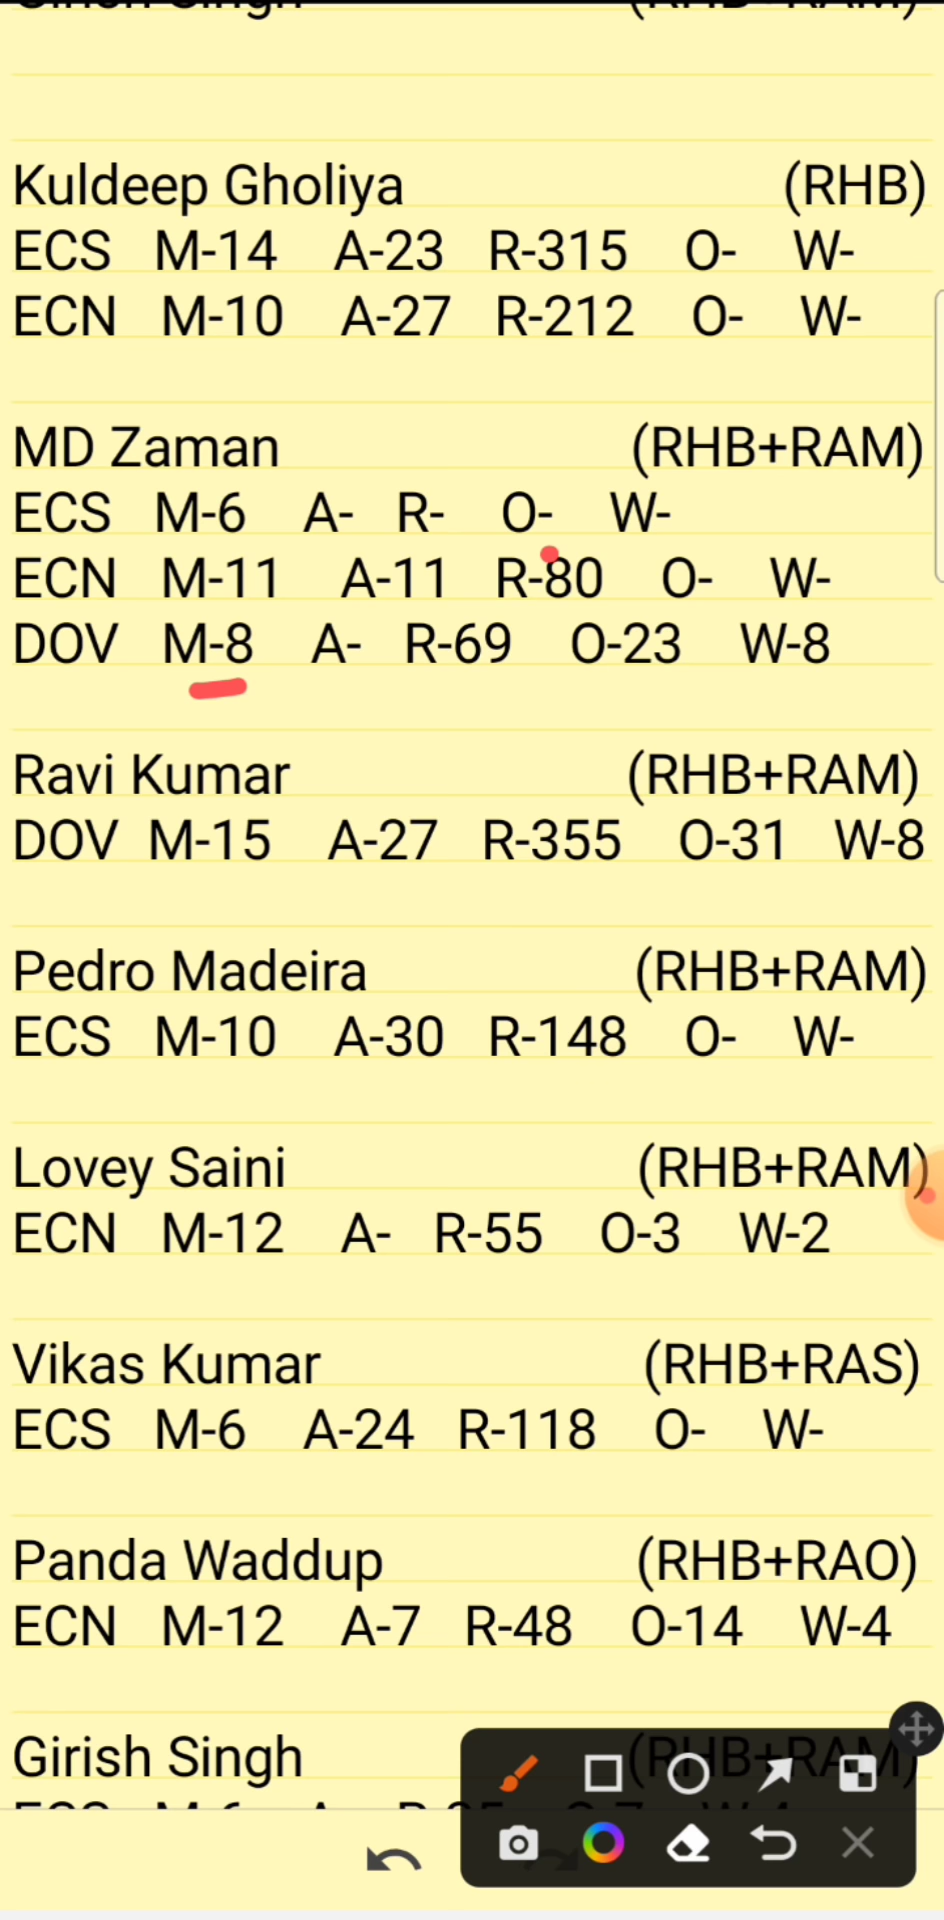 Kuldeep Gholiya (RHB)
ECS M-14 A-23 R-315 O- W-
ECN M-10 A-27 R-212 O- W-
MD Zaman (RHB+RAM)
ECS M-6 A- R- O- W-
ECN M-11 A-11 R-80 O- W-
DOV M-8 A- R-69 O-23 W-8
Ravi Kumar (RHB+RAM)
DOV M-15 A-27 R-355 O-31 W-8
Pedro Madeira (RHB+RAM)
ECS M-10 A-30 R-148 O- W-
Lovey Saini (RHB+RAM)
ECN M-12 A- R-55 O-3 W-2
Vikas Kumar (RHB+RAS)
ECS M-6 A-24 R-118 O- W-
Panda Waddup (RHB+RAO)
ECN M-12 A-7 R-48 O-14 W-4
Girish Singh (RHB+RAM)